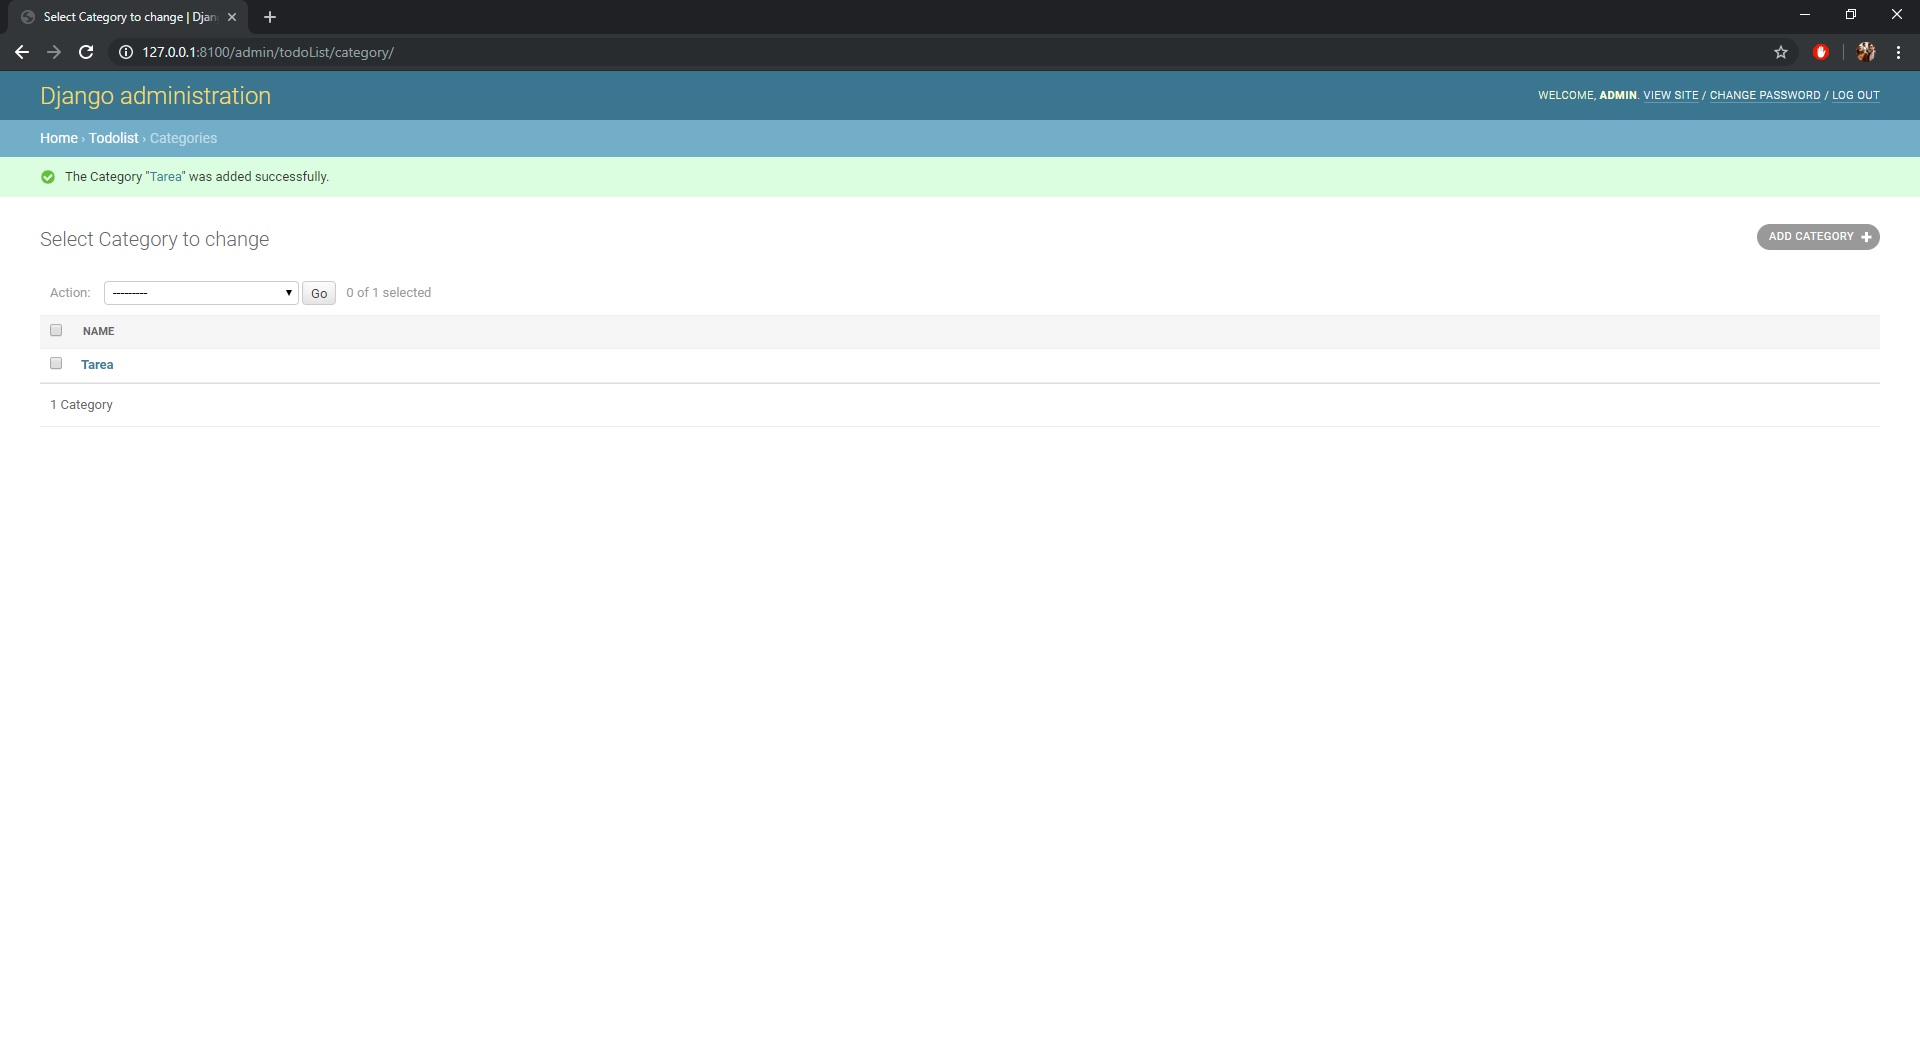 Select Category to change | Djan
127.0.0.1:8100/admin/todoList/category/
Django administration
WELCOME, ADMIN. VIEW SITE / CHANGE PASSWORD / LOG OUT
Home › Todolist › Categories
The Category "Tarea" was added successfully.
Select Category to change
ADD CATEGORY
Action: --------- Go 0 of 1 selected
NAME
Tarea
1 Category